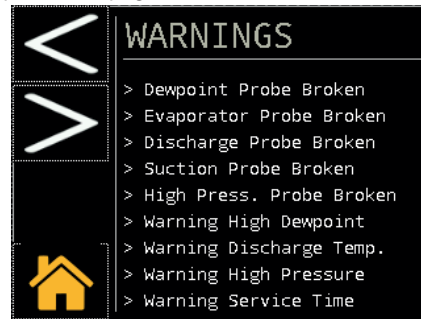 WARNINGS
> Dewpoint Probe Broken
> Evaporator Probe Broken
> Discharge Probe Broken
> Suction Probe Broken
> High Press. Probe Broken
> Warning High Dewpoint
> Warning Discharge Temp.
> Warning High Pressure
> Warning Service Time